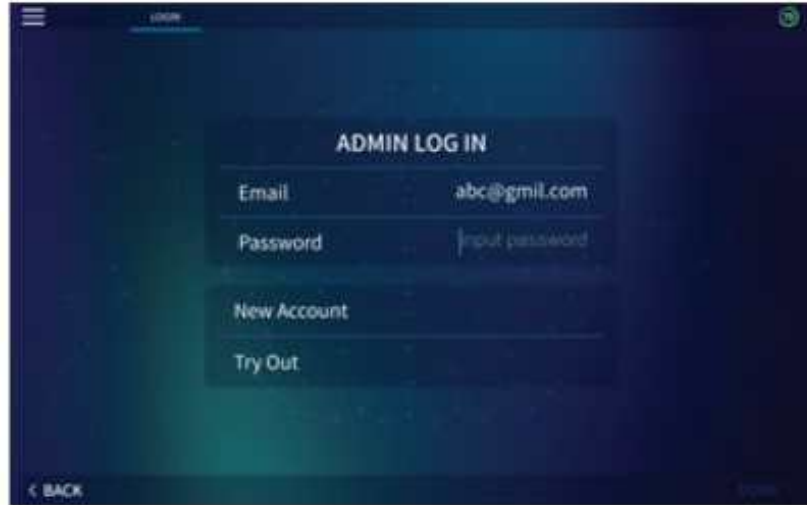 LOGIN
ADMIN LOG IN
Email abc@gmil.com
Password input password
New Account
Try Out
< BACK